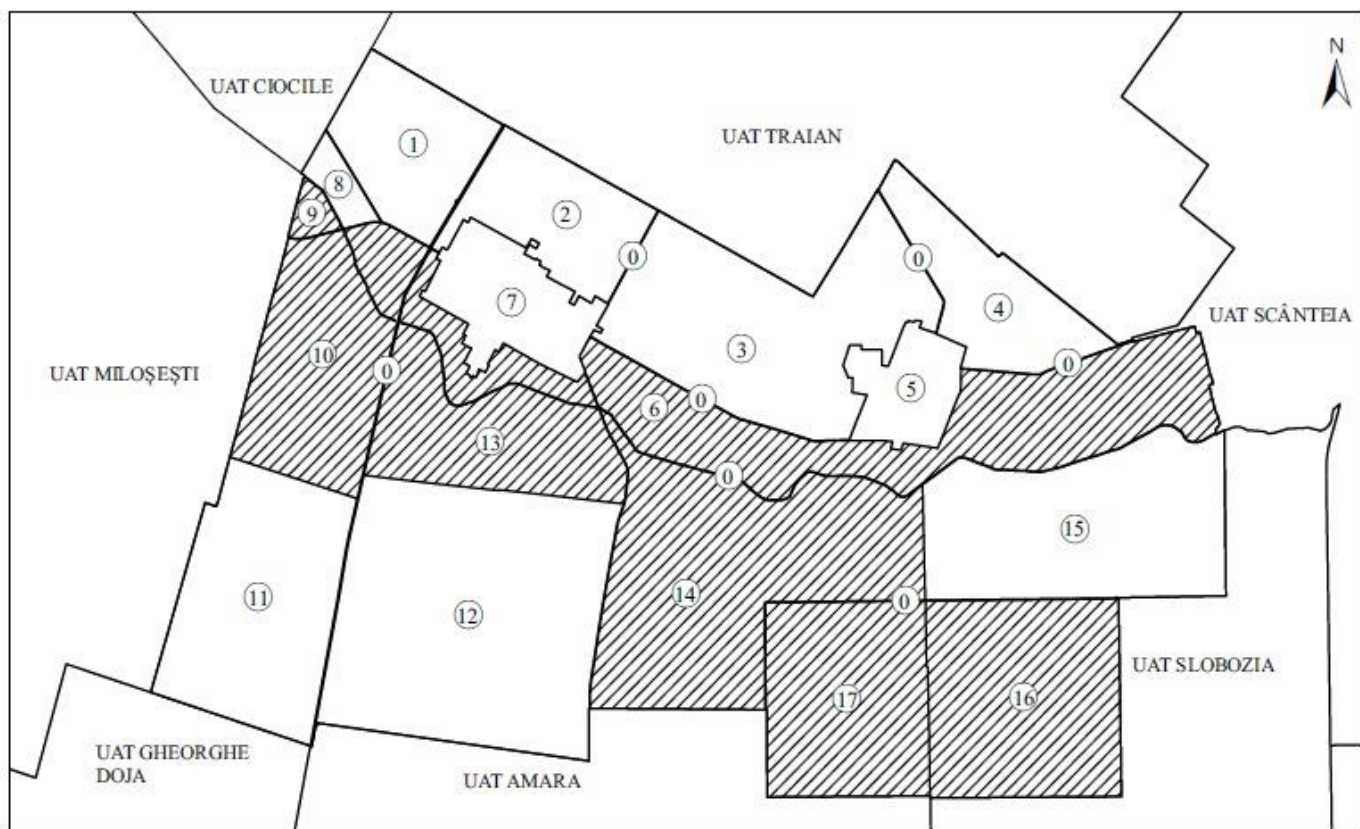 N
UAT CIOCILE
UAT TRAIAN
1
8
2
9
0
0
7
4
UAT SCÂNTEIA
3
10
0
UAT MILOȘEȘTI
0
5
0
6
13
0
15
11
14
0
12
UAT SLOBOZIA
17
16
UAT GHEORGHE
DOJA
UAT AMARA